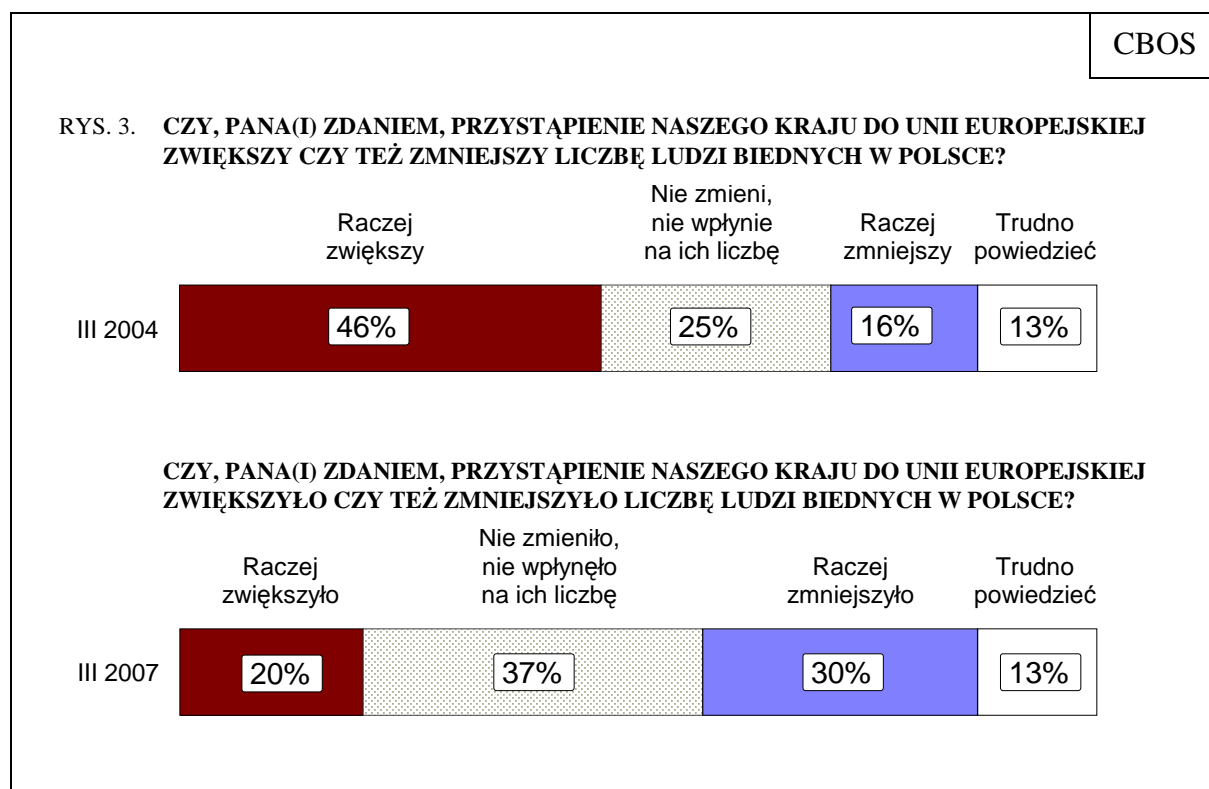 CBOS
RYS. 3. CZY, PANA(I) ZDANIEM, PRZYSTĄPIENIE NASZEGO KRAJU DO UNII EUROPEJSKIEJ
ZWIĘKSZY CZY TEŻ ZMNIEJSZY LICZBĘ LUDZI BIEDNYCH W POLSCE?
Raczej
zwiększy
Nie zmieni,
nie wpłynie
na ich liczbę
Raczej
zmniejszy
Trudno
powiedzieć
III 2004
46%
25%
16%
13%
CZY, PANA(I) ZDANIEM, PRZYSTĄPIENIE NASZEGO KRAJU DO UNII EUROPEJSKIEJ
ZWIĘKSZYŁO CZY TEŻ ZMNIEJSZYŁO LICZBĘ LUDZI BIEDNYCH W POLSCE?
Raczej
zwiększyło
Nie zmieniło,
nie wpłynęło
na ich liczbę
Raczej
zmniejszyło
Trudno
powiedzieć
III 2007
20%
37%
30%
13%